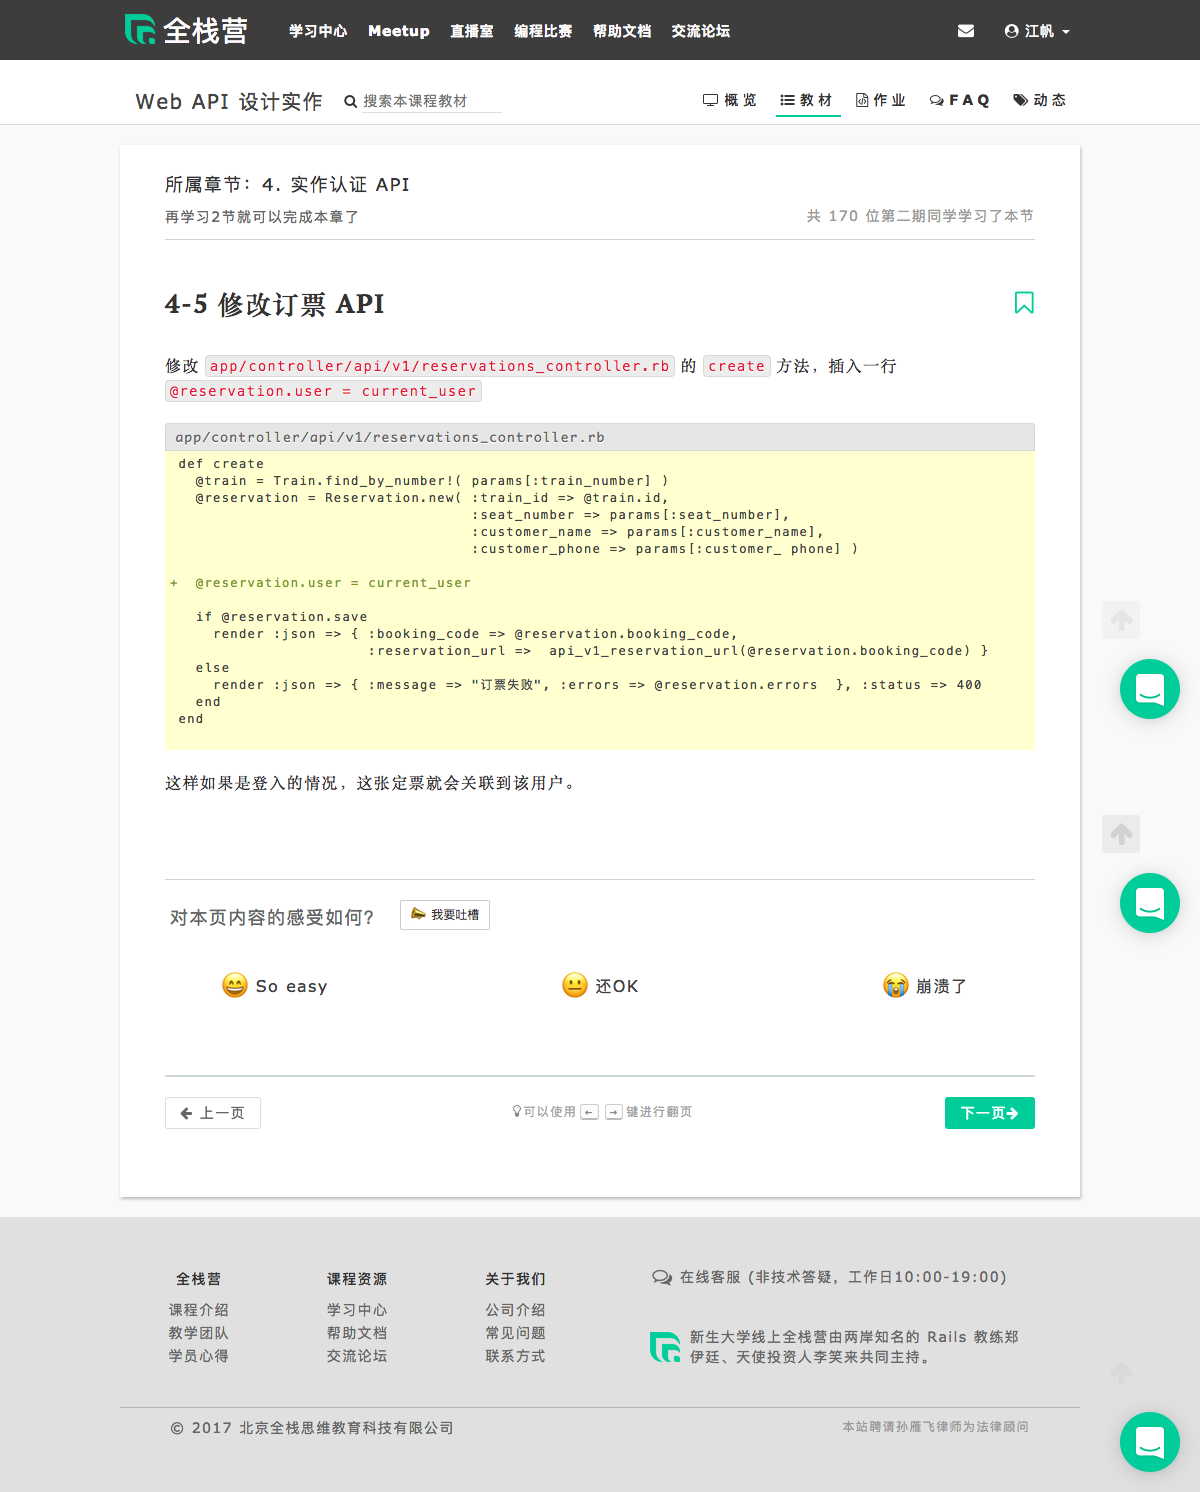 全栈营
学习中心 Meetup 直播室 编程比赛 帮助文档 交流论坛 江帆
Web API 设计实作 搜索本课程教材 概览 教材 作业 FAQ 动态
所属章节：4. 实作认证 API
再学习2节就可以完成本章了 共 170 位第二期同学学习了本节
4-5 修改订票 API
修改 app/controller/api/v1/reservations_controller.rb 的 create 方法，插入一行
@reservation.user = current_user
app/controller/api/v1/reservations_controller.rb
def create
@train = Train.find_by_number!( params[:train_number] )
@reservation = Reservation.new( :train_id => @train.id,
:seat_number => params[:seat_number],
:customer_name => params[:customer_name],
:customer_phone => params[:customer_ phone] )
+ @reservation.user = current_user
if @reservation.save
render :json => { :booking_code => @reservation.booking_code,
:reservation_url =>  api_v1_reservation_url(@reservation.booking_code) }
else
render :json => { :message => "订票失败", :errors => @reservation.errors  }, :status => 400
end
end
这样如果是登入的情况，这张定票就会关联到该用户。
对本页内容的感受如何？ 我要吐槽
So easy 还OK 崩溃了
上一页 可以使用 ← → 键进行翻页 下一页
全栈营 课程资源 关于我们 在线客服 (非技术答疑，工作日10:00-19:00)
课程介绍 学习中心 公司介绍
教学团队 帮助文档 常见问题
学员心得 交流论坛 联系方式
新生大学线上全栈营由两岸知名的 Rails 教练郑
伊廷、天使投资人李笑来共同主持。
© 2017 北京全栈思维教育科技有限公司 本站聘请孙雁飞律师为法律顾问